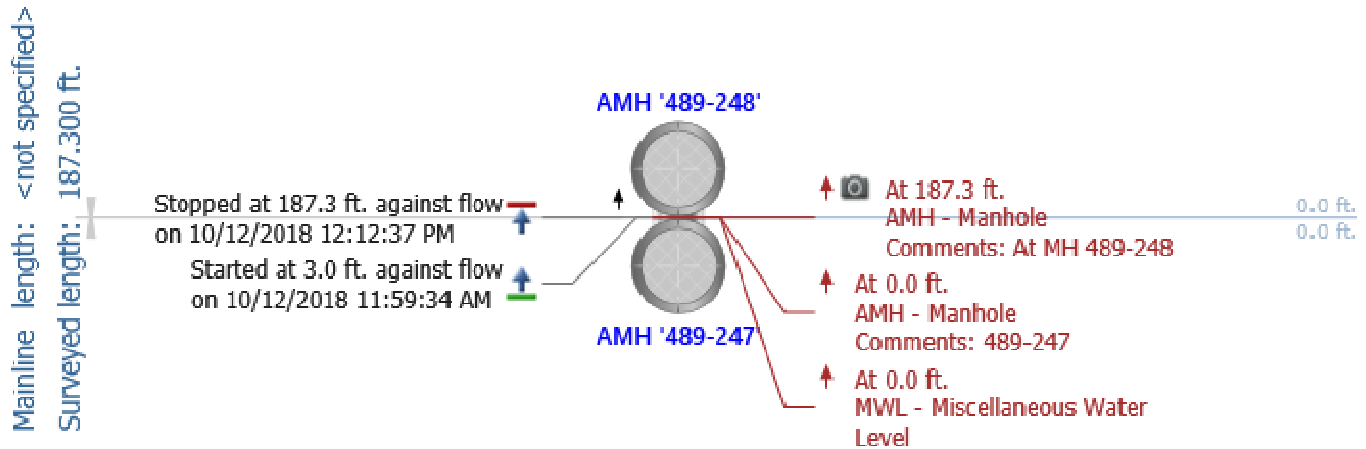 Mainline length: <not specified>
Surveyed length: 187.300 ft.
AMH '489-248'
Stopped at 187.3 ft. against flow
on 10/12/2018 12:12:37 PM
Started at 3.0 ft. against flow
on 10/12/2018 11:59:34 AM
AMH '489-247'
At 187.3 ft.
AMH - Manhole
Comments: At MH 489-248
At 0.0 ft.
AMH - Manhole
Comments: 489-247
At 0.0 ft.
MWL - Miscellaneous Water
Level
0.0 ft.
0.0 ft.